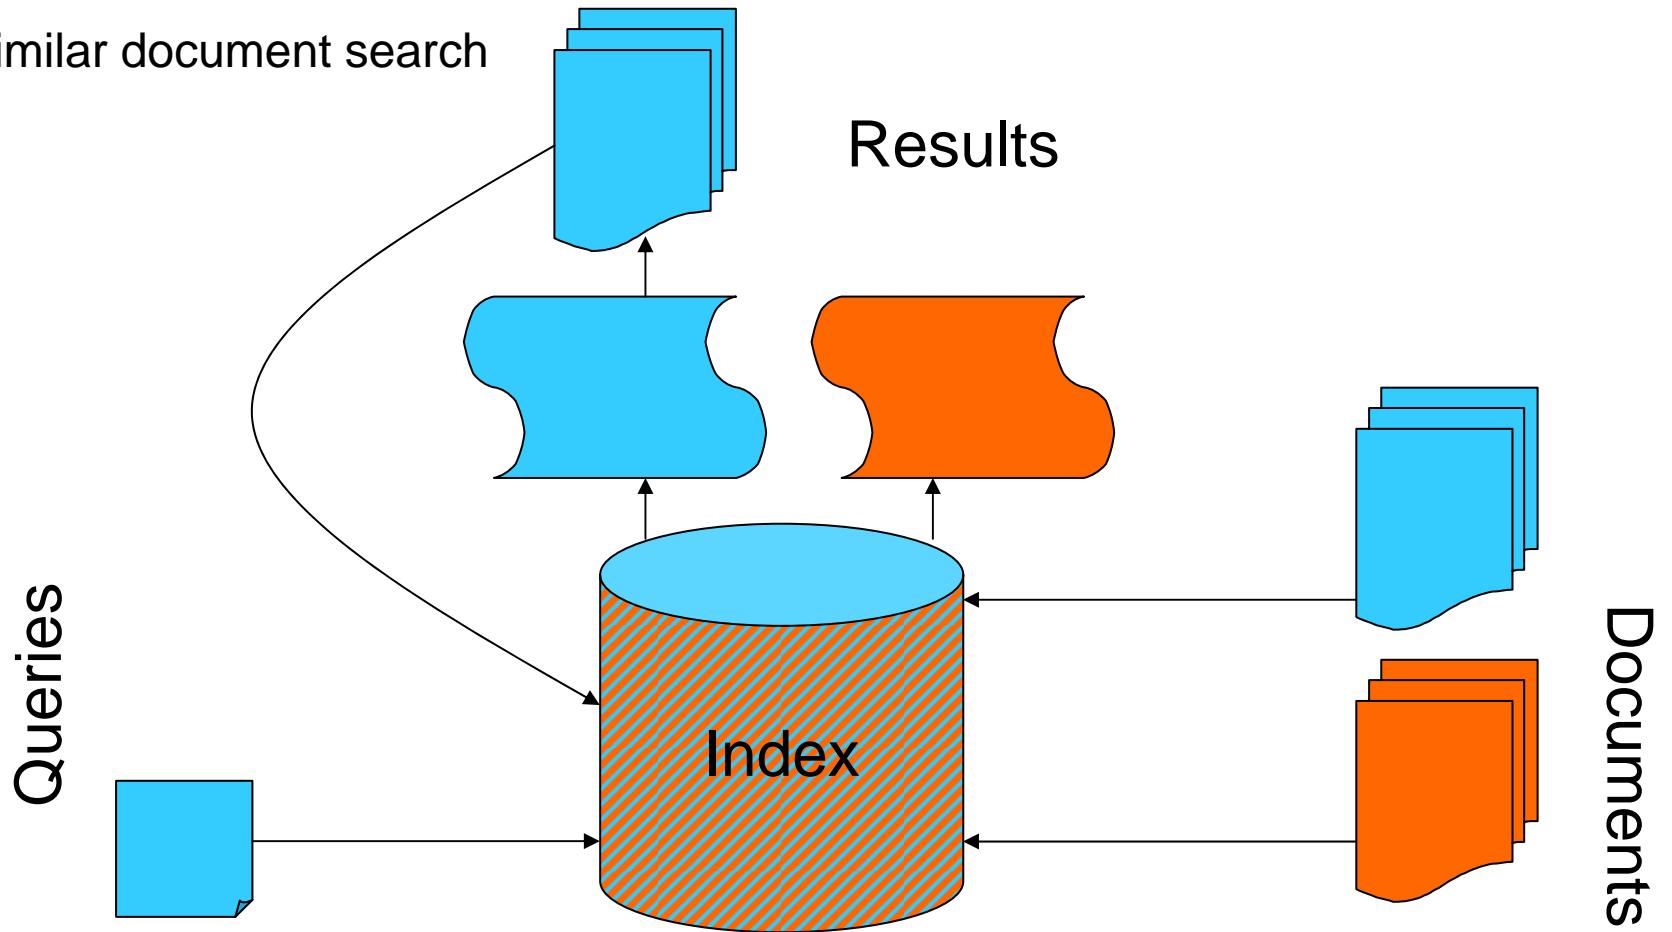 imilar document search
Results
Queries
Index
Documents